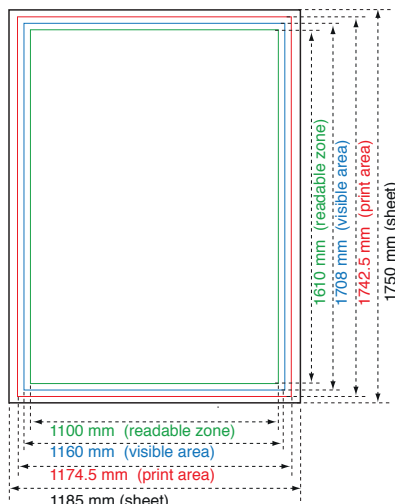 1610 mm (readable zone)
1708 mm (visible area)
1742.5 mm (print area)
1750 mm (sheet)
1100 mm (readable zone)
1160 mm (visible area)
1174.5 mm (print area)
1185 mm (sheet)